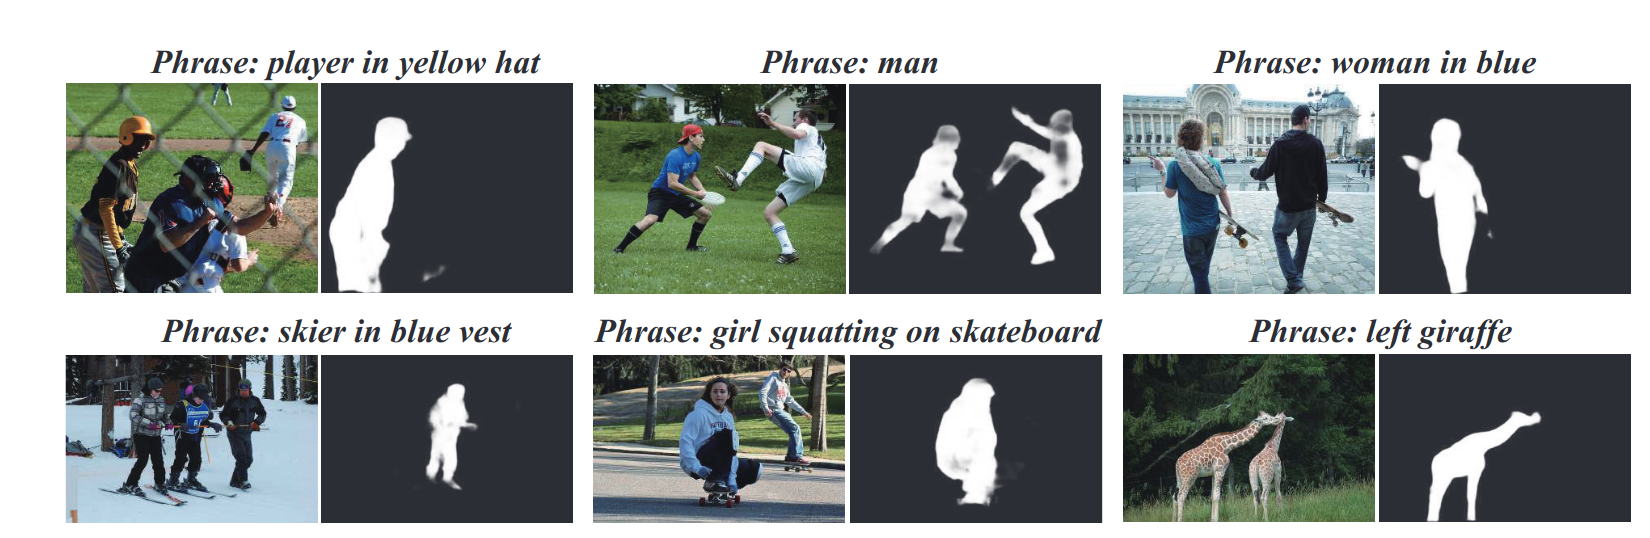 Phrase: player in yellow hat
Phrase: man
Phrase: woman in blue
21
Phrase: skier in blue vest
Phrase: girl squatting on skateboard
Phrase: left giraffe